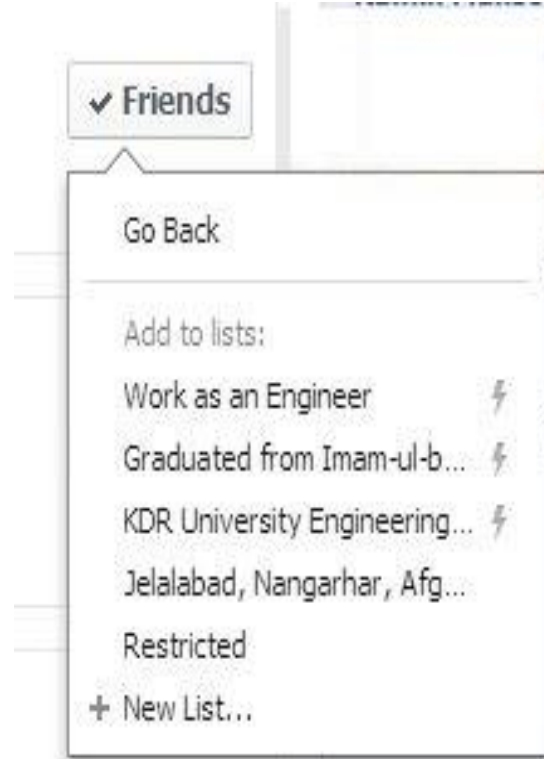 Friends
Go Back
Add to lists:
Work as an Engineer
Graduated from Imam-ul-b...
KDR University Engineering...
Jelalabad, Nangarhar, Afg...
Restricted
+ New List...